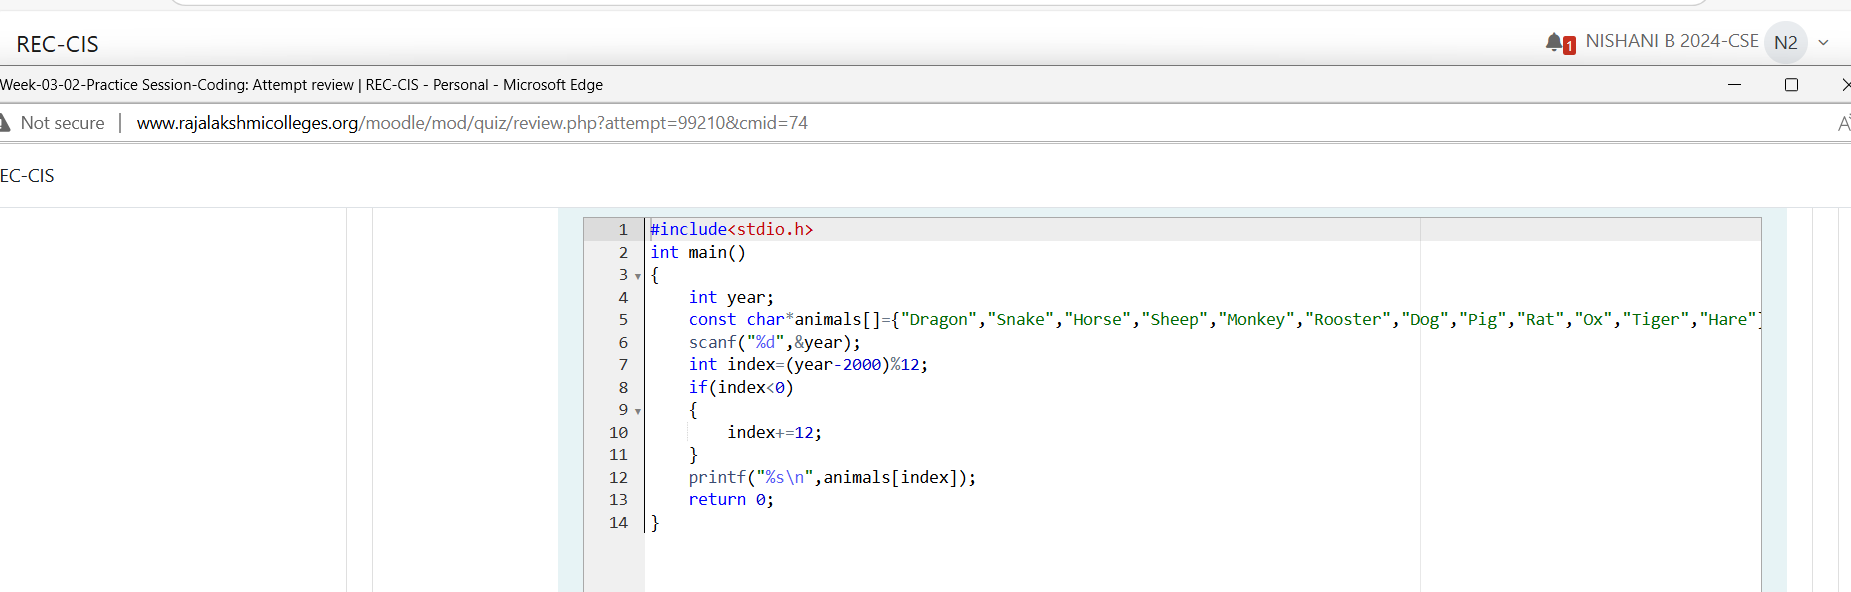 REC-CIS
1 NISHANI B 2024-CSE N2
Week-03-02-Practice Session-Coding: Attempt review | REC-CIS - Personal - Microsoft Edge
Not secure | www.rajalakshmicolleges.org/moodle/mod/quiz/review.php?attempt=99210&cmid=74
EC-CIS
1 #include<stdio.h>
2 int main()
3 {
4 int year;
5 const char*animals[]={"Dragon","Snake","Horse","Sheep","Monkey","Rooster","Dog","Pig","Rat","Ox","Tiger","Hare"
6 scanf("%d",&year);
7 int index=(year-2000)%12;
8 if(index<0)
9 {
10 index+=12;
11 }
12 printf("%s\n",animals[index]);
13 return 0;
14 }